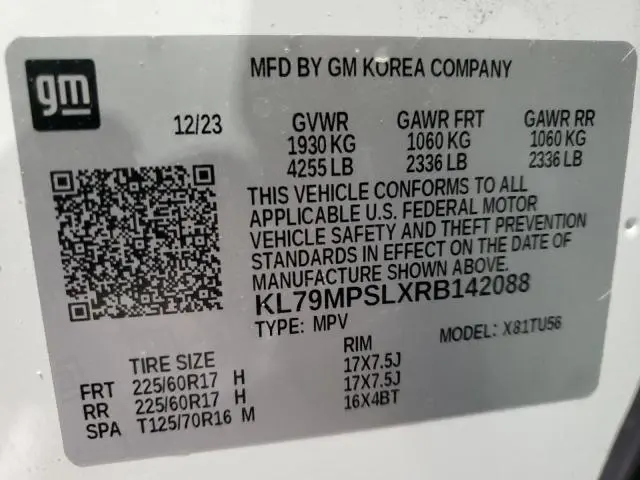 gm
MFD BY GM KOREA COMPANY
12/23 GVWR GAWR FRT GAWR RR
1930 KG 1060 KG 1060 KG
4255 LB 2336 LB 2336 LB
THIS VEHICLE CONFORMS TO ALL
APPLICABLE U.S. FEDERAL MOTOR
VEHICLE SAFETY AND THEFT PREVENTION
STANDARDS IN EFFECT ON THE DATE OF
MANUFACTURE SHOWN ABOVE.
KL79MPSLXRB142088
TYPE: MPV MODEL: X81TU56
TIRE SIZE RIM
FRT 225/60R17 H 17X7.5J
RR 225/60R17 H 17X7.5J
SPA T125/70R16 M 16X4BT